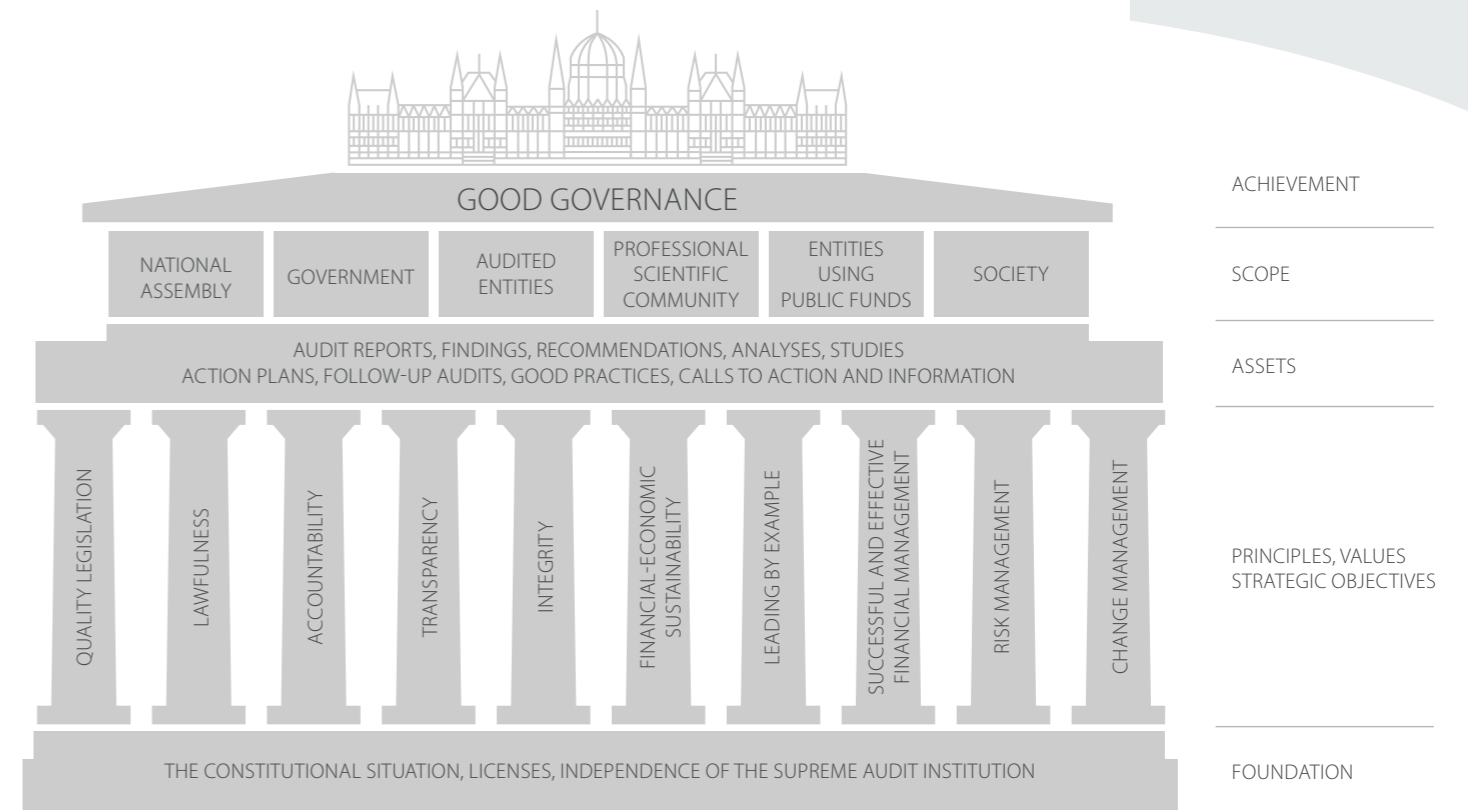 GOOD GOVERNANCE
ACHIEVEMENT
NATIONAL
ASSEMBLY
GOVERNMENT
AUDITED
ENTITIES
PROFESSIONAL
SCIENTIFIC
COMMUNITY
ENTITIES
USING
PUBLIC FUNDS
SOCIETY
SCOPE
AUDIT REPORTS, FINDINGS, RECOMMENDATIONS, ANALYSES, STUDIES
ACTION PLANS, FOLLOW-UP AUDITS, GOOD PRACTICES, CALLS TO ACTION AND INFORMATION
ASSETS
QUALITY LEGISLATION
LAWFULNESS
ACCOUNTABILITY
TRANSPARENCY
INTEGRITY
FINANCIAL-ECONOMIC
SUSTAINABILITY
LEADING BY EXAMPLE
SUCCESSFUL AND EFFECTIVE
FINANCIAL MANAGEMENT
RISK MANAGEMENT
CHANGE MANAGEMENT
PRINCIPLES, VALUES
STRATEGIC OBJECTIVES
THE CONSTITUTIONAL SITUATION, LICENSES, INDEPENDENCE OF THE SUPREME AUDIT INSTITUTION
FOUNDATION